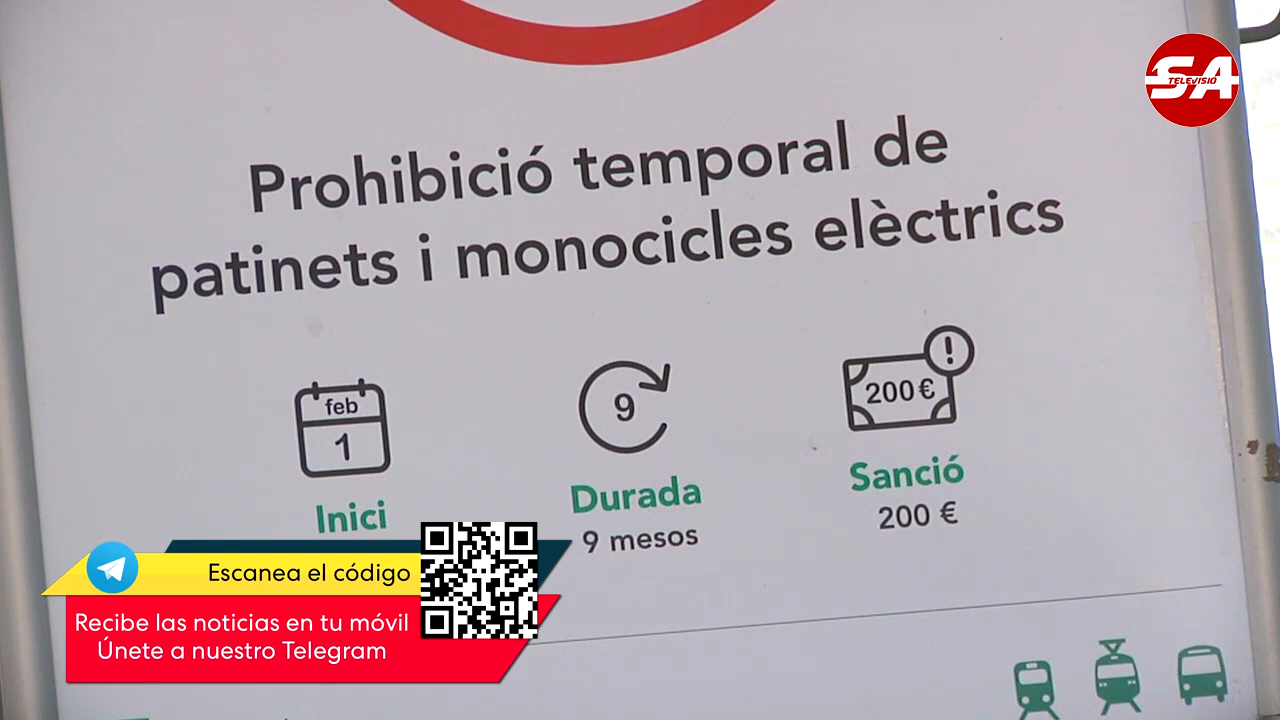 SA
TELEVISIÓ
Prohibició temporal de
patinets i monocicles elèctrics
feb
1
9
200 €
Inici
Durada
9 mesos
Sanció
200 €
Escanea el código
Recibe las noticias en tu móvil
Únete a nuestro Telegram